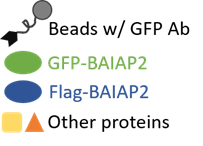 Beads w/ GFP Ab
GFP-BAIAP2
Flag-BAIAP2
Other proteins